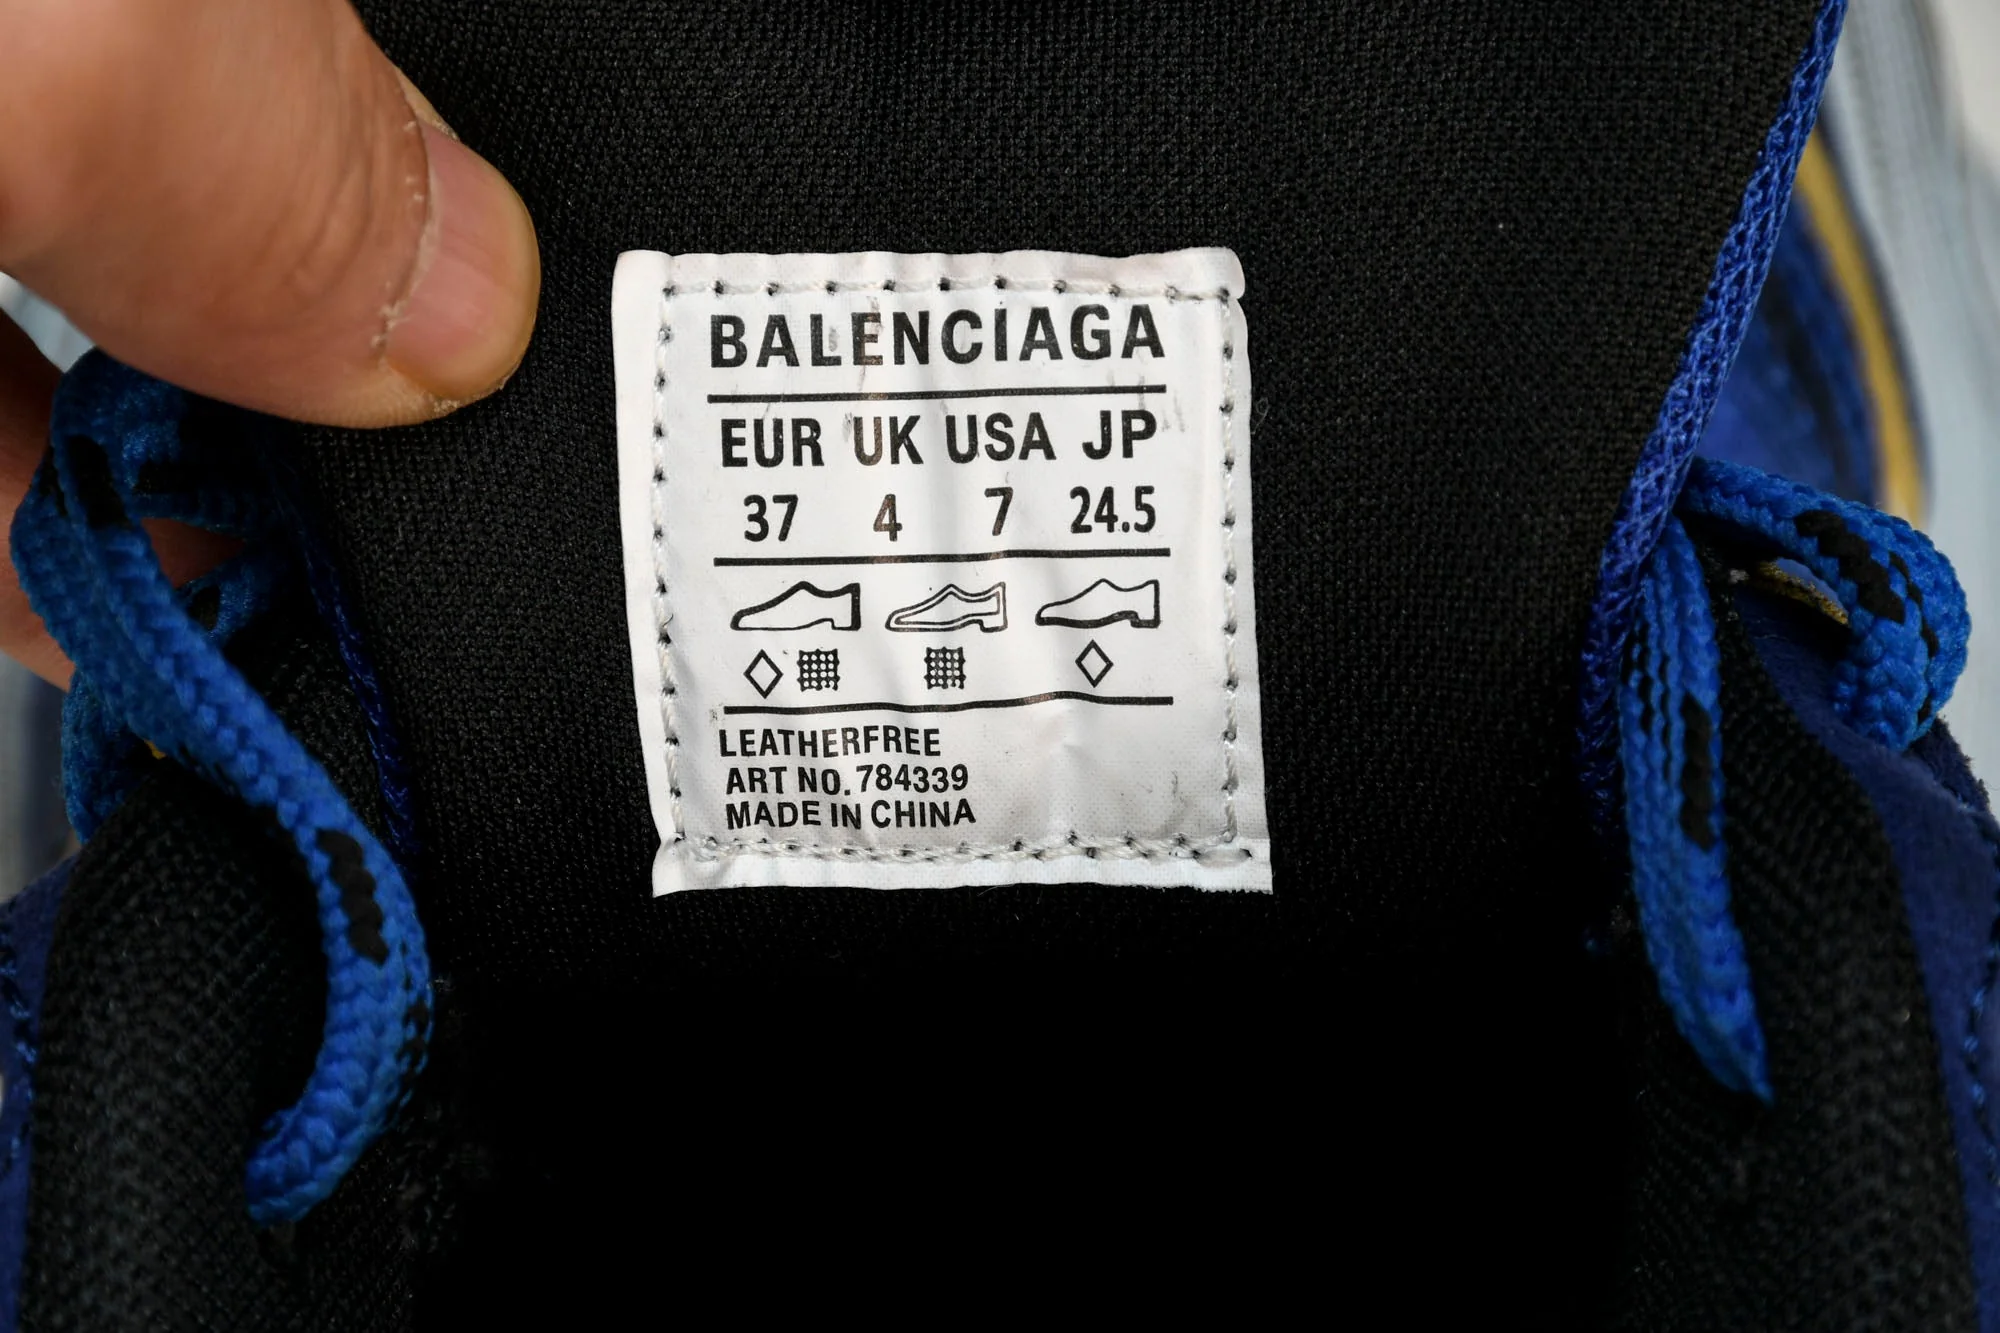 BALENCIAGA
EUR UK USA JP
37 4 7 24.5
LEATHERFREE
ART NO. 784339
MADE IN CHINA